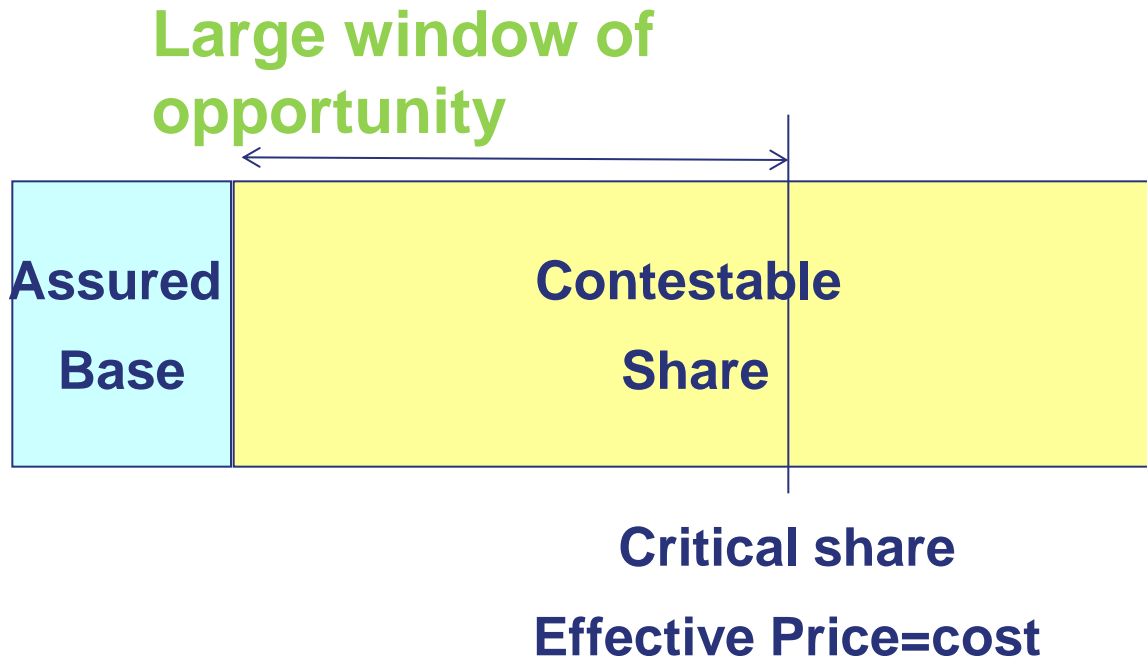 Large window of
opportunity
Assured
Base
Contestable
Share
Critical share
Effective Price=cost